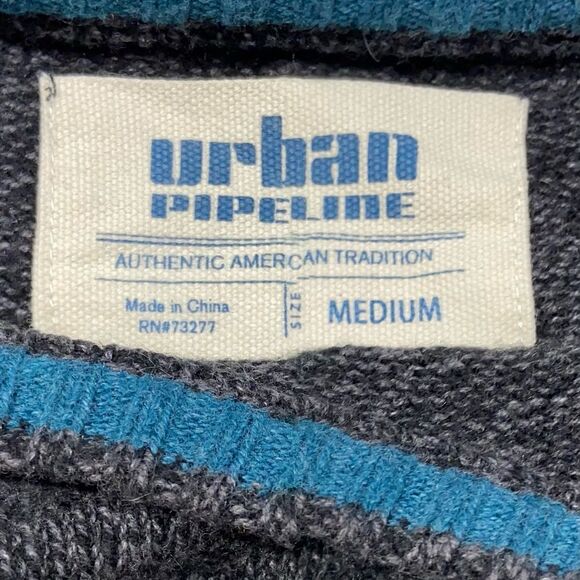 urban
PIPELINE
AUTHENTIC AMERICAN TRADITION
Made in China
RN#73277
SIZE
MEDIUM